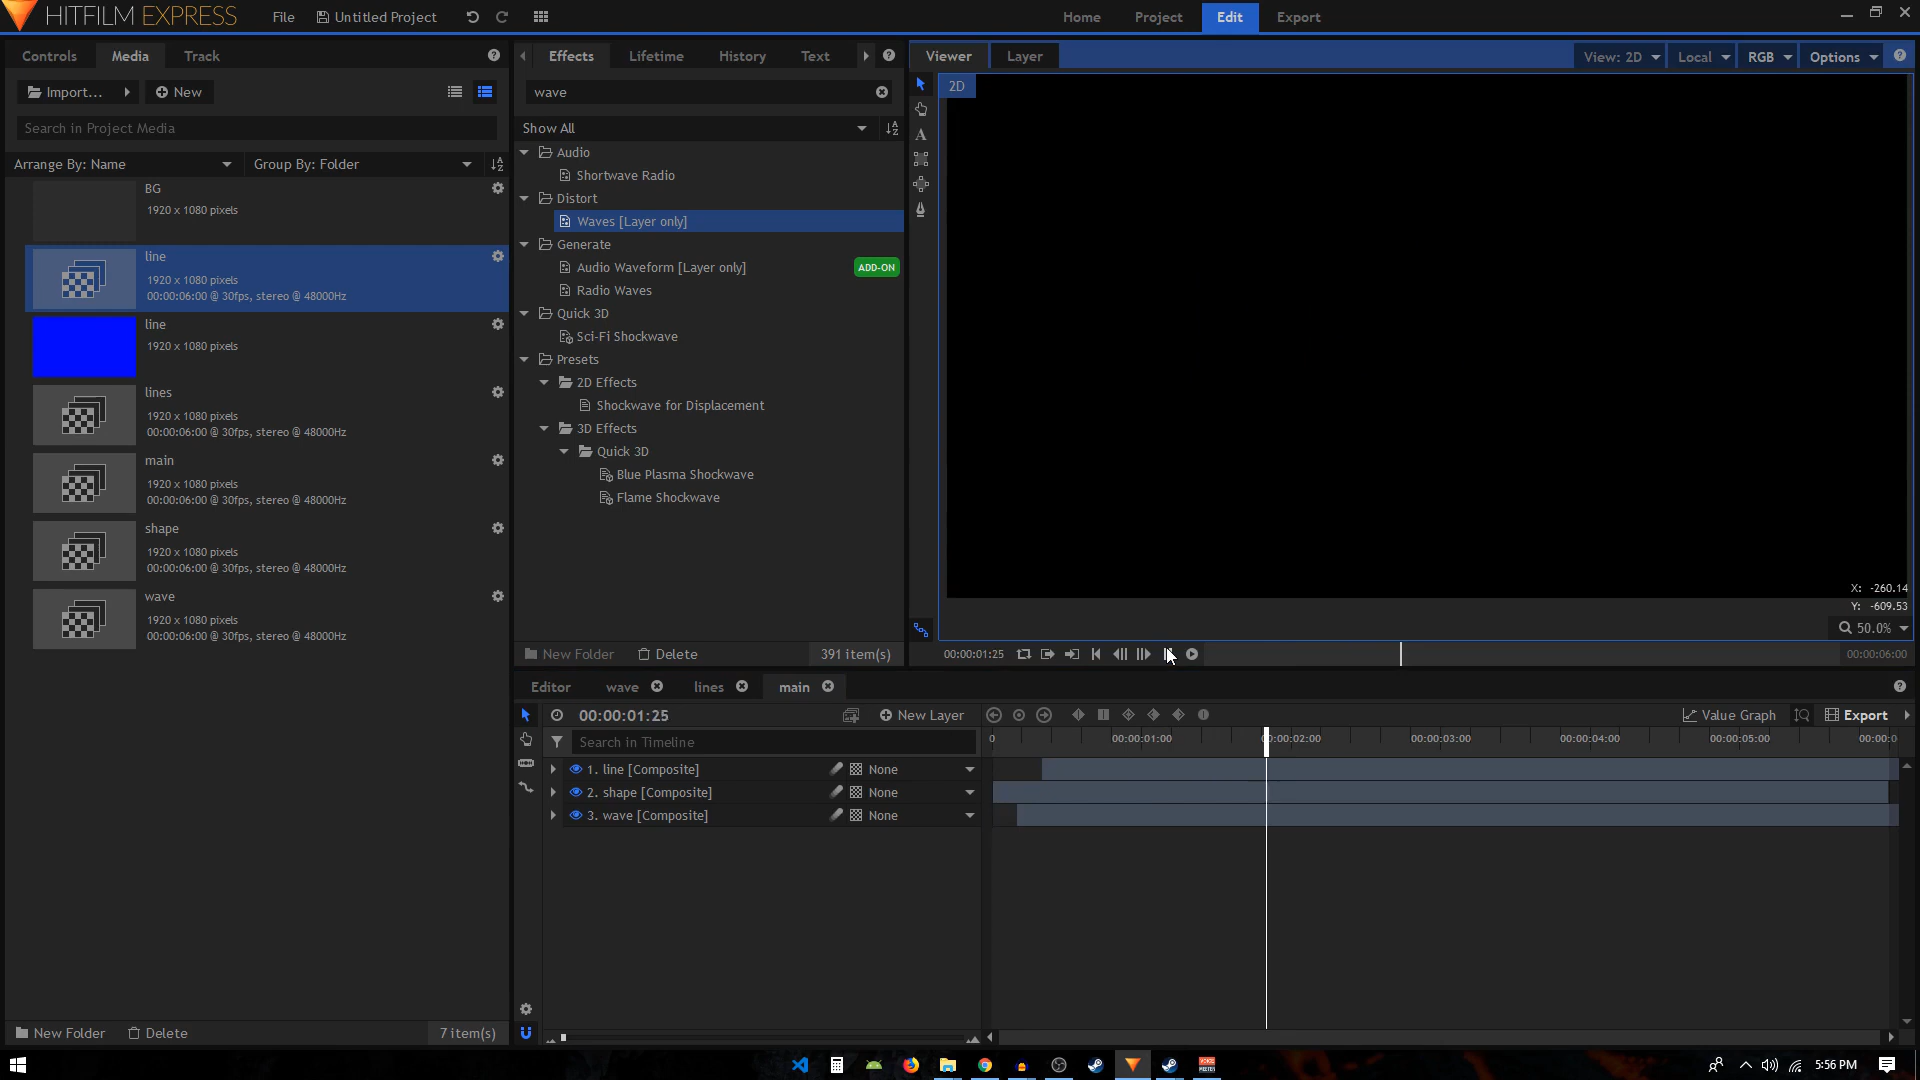 HITFILM EXPRESS
File
Untitled Project
Home
Project
Edit
Export
Controls
Media
Track
Import...
New
Search in Project Media
Arrange By: Name
Group By: Folder
BG
1920 x 1080 pixels
line
1920 x 1080 pixels
00:00:06:00 @ 30fps, stereo @ 48000Hz
line
1920 x 1080 pixels
lines
1920 x 1080 pixels
00:00:06:00 @ 30fps, stereo @ 48000Hz
main
1920 x 1080 pixels
00:00:06:00 @ 30fps, stereo @ 48000Hz
shape
1920 x 1080 pixels
00:00:06:00 @ 30fps, stereo @ 48000Hz
wave
1920 x 1080 pixels
00:00:06:00 @ 30fps, stereo @ 48000Hz
New Folder
Delete
7 item(s)
Effects
Lifetime
History
Text
wave
Show All
Audio
Shortwave Radio
Distort
Waves [Layer only]
Generate
Audio Waveform [Layer only]
ADD-ON
Radio Waves
Quick 3D
Sci-Fi Shockwave
Presets
2D Effects
Shockwave for Displacement
3D Effects
Quick 3D
Blue Plasma Shockwave
Flame Shockwave
New Folder
Delete
391 item(s)
Viewer
Layer
View: 2D
Local
RGB
Options
2D
X: -260.14
Y: -609.53
50.0%
00:00:01:25
00:00:06:00
Editor
wave
lines
main
00:00:01:25
New Layer
Value Graph
Export
Search in Timeline
0
00:00:01:00
00:00:02:00
00:00:03:00
00:00:04:00
00:00:05:00
00:00:0
1. line [Composite]
None
2. shape [Composite]
None
3. wave [Composite]
None
5:56 PM